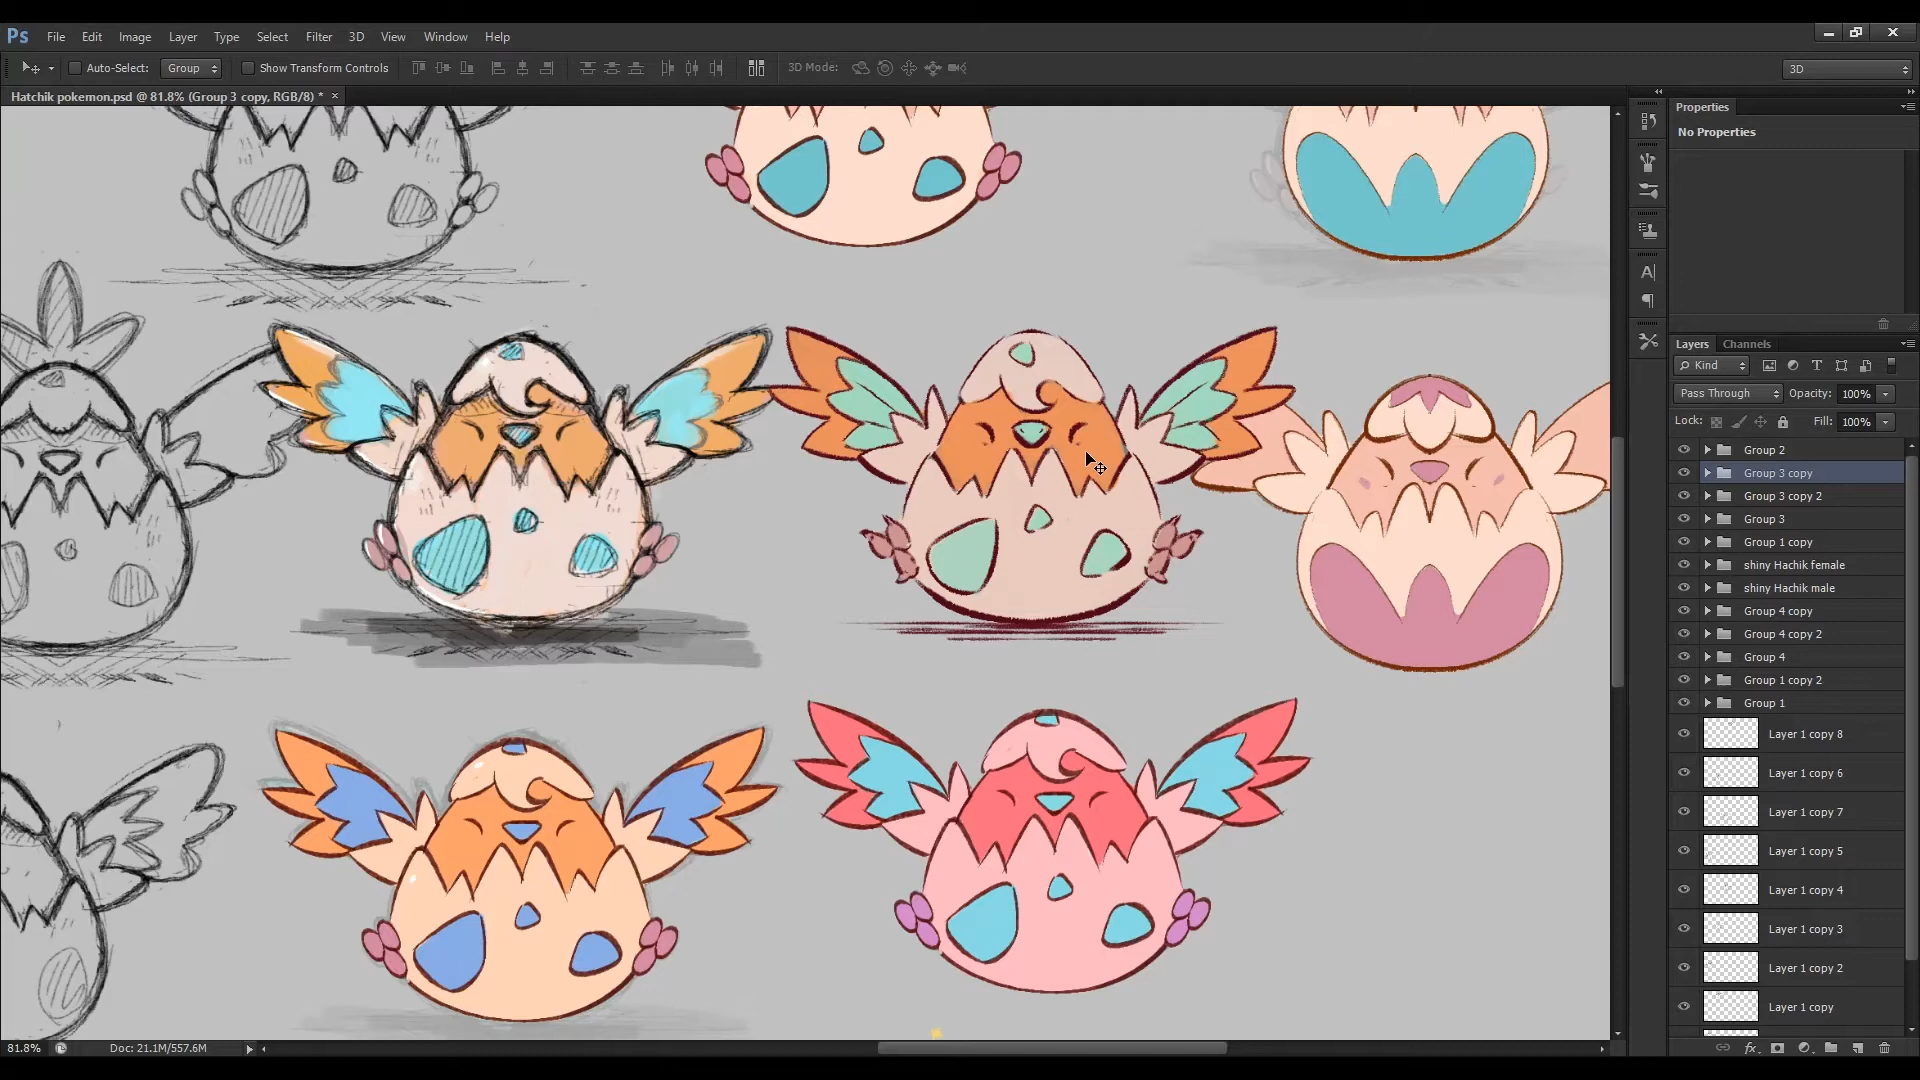 Ps File Edit Image Layer Type Select Filter 3D View Window Help
Auto-Select: Group Show Transform Controls 3D Mode: 3D
Hatchik pokemon.psd @ 81.8% (Group 3 copy, RGB/8) * ×
Properties
No Properties
Layers Channels
Kind
Pass Through Opacity: 100%
Lock: Fill: 100%
Group 2
Group 3 copy
Group 3 copy 2
Group 3
Group 1 copy
shiny Hachik female
shiny Hachik male
Group 4 copy
Group 4 copy 2
Group 4
Group 1 copy 2
Group 1
Layer 1 copy 8
Layer 1 copy 6
Layer 1 copy 7
Layer 1 copy 5
Layer 1 copy 4
Layer 1 copy 3
Layer 1 copy 2
Layer 1 copy
81.8% Doc: 21.1M/557.6M